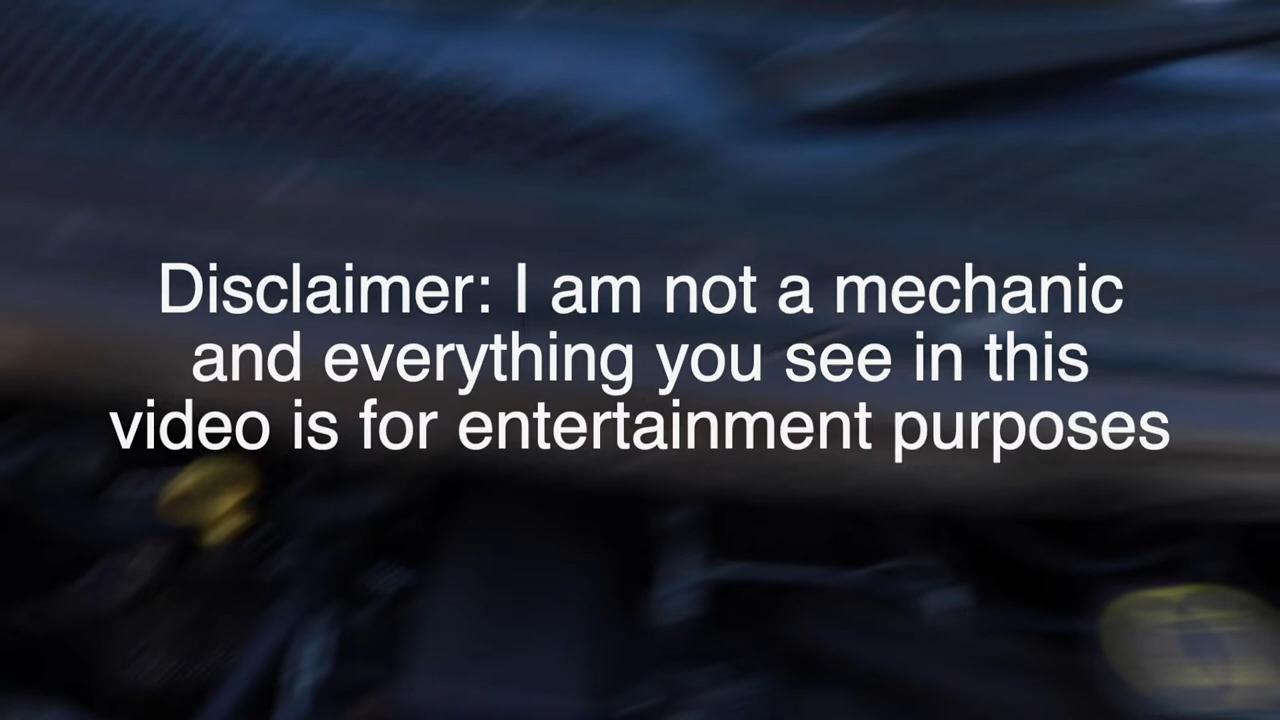 Disclaimer: I am not a mechanic
and everything you see in this
video is for entertainment purposes